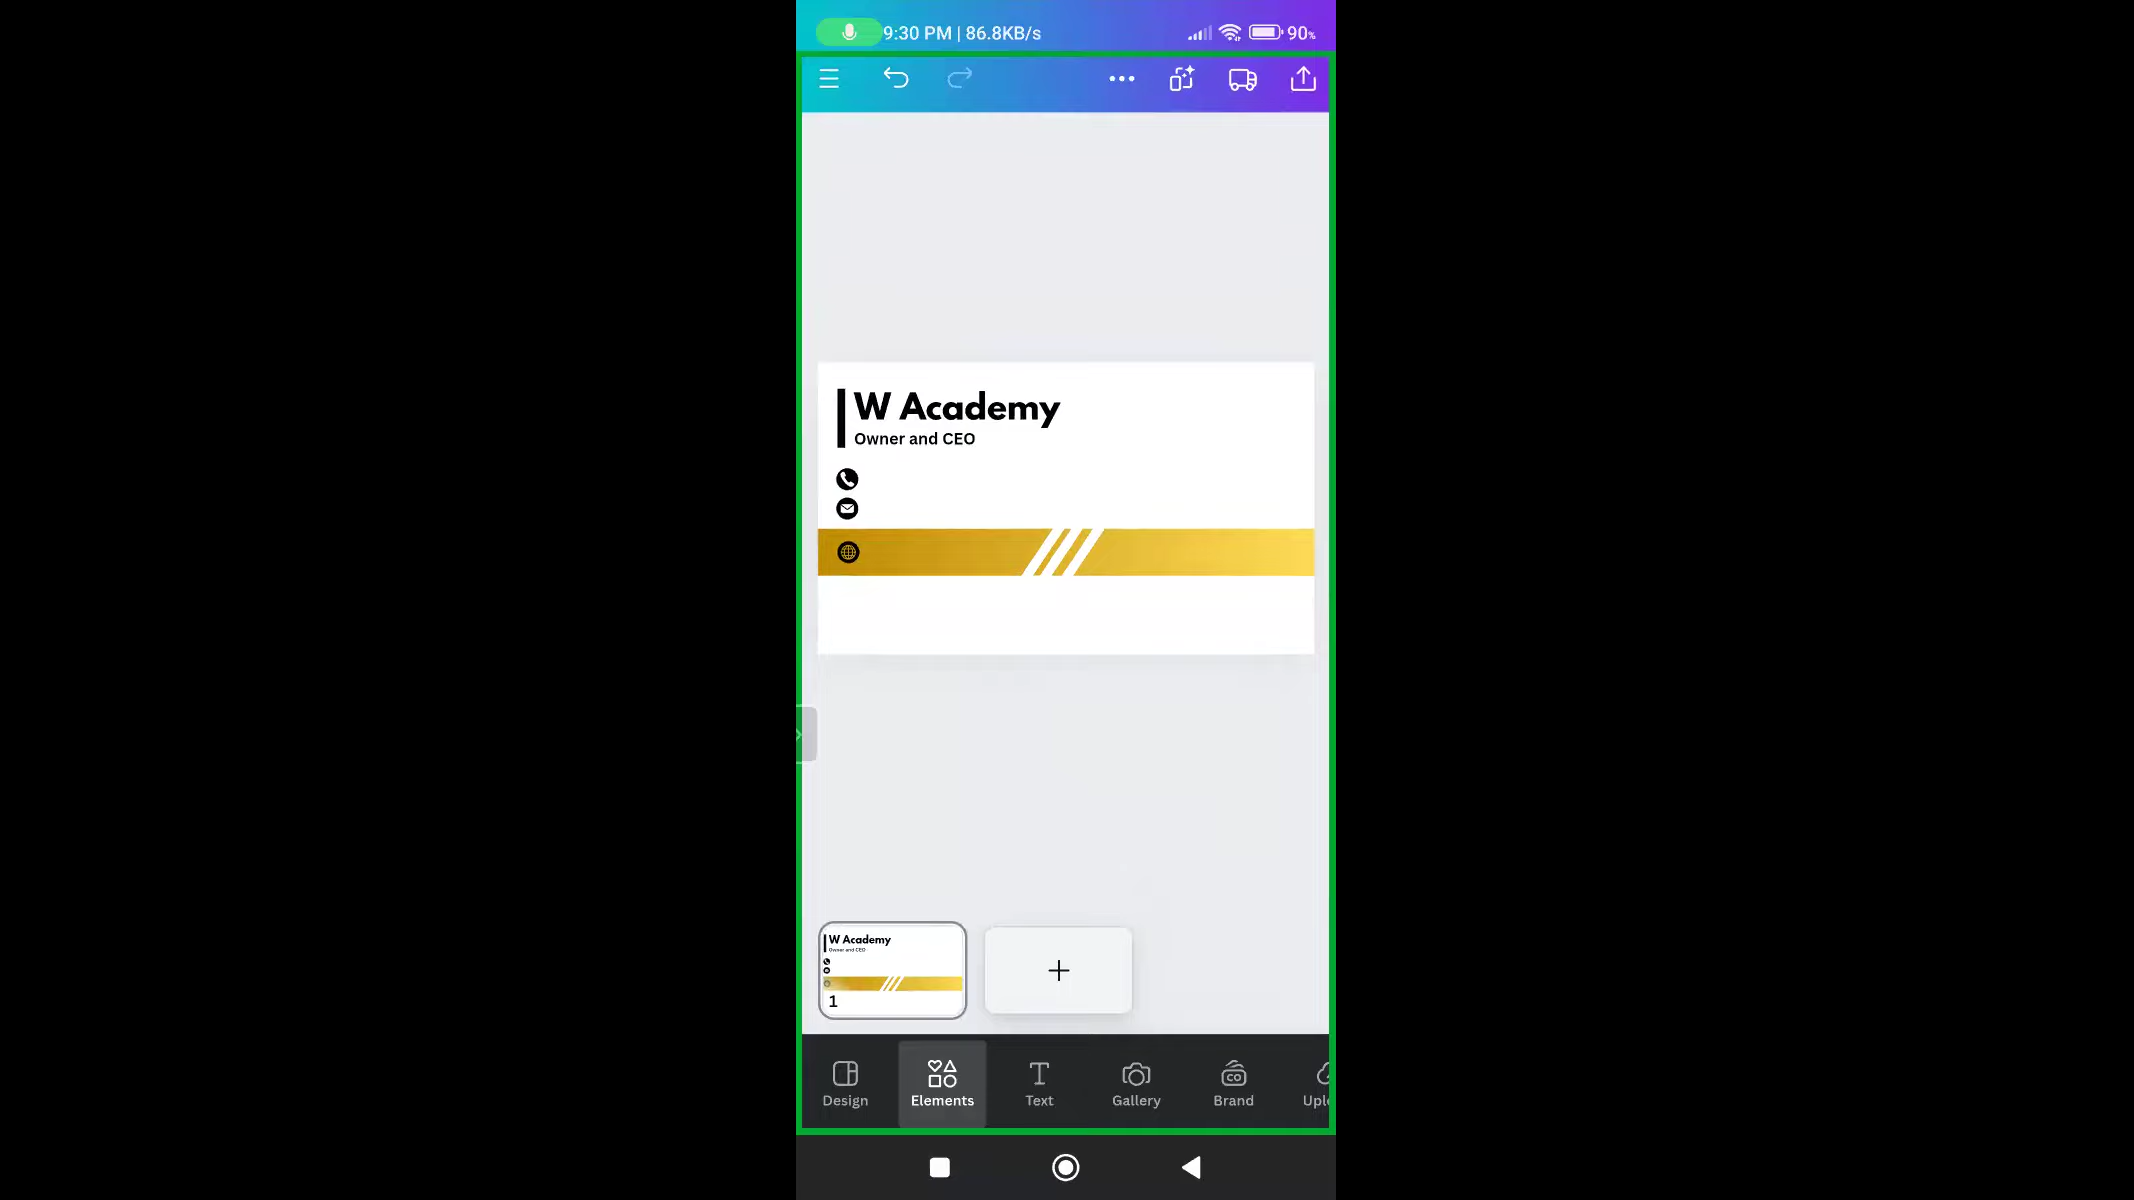 9:30 PM | 86.8KB/s
90%
W Academy
Owner and CEO
W Academy
Owner and CEO
1
Design
Elements
Text
Gallery
CO
Brand
Uplo